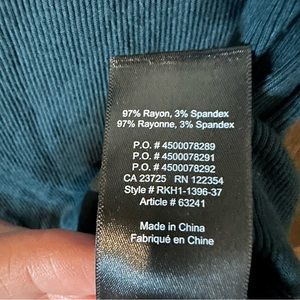 97% Rayon, 3% Spandex
97% Rayonne, 3% Spandex
P.O. # 4500078289
P.O. # 4500078291
P.O. # 4500078292
CA 23725 RN 122354
Style # RKH1-1396-37
Article # 63241
Made in China
Fabriqué en Chine